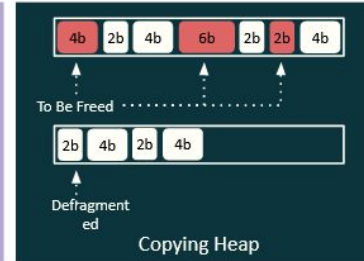 4b 2b 4b 6b 2b 2b 4b
To Be Freed
2b 4b 2b 4b
Defragment
ed
Copying Heap